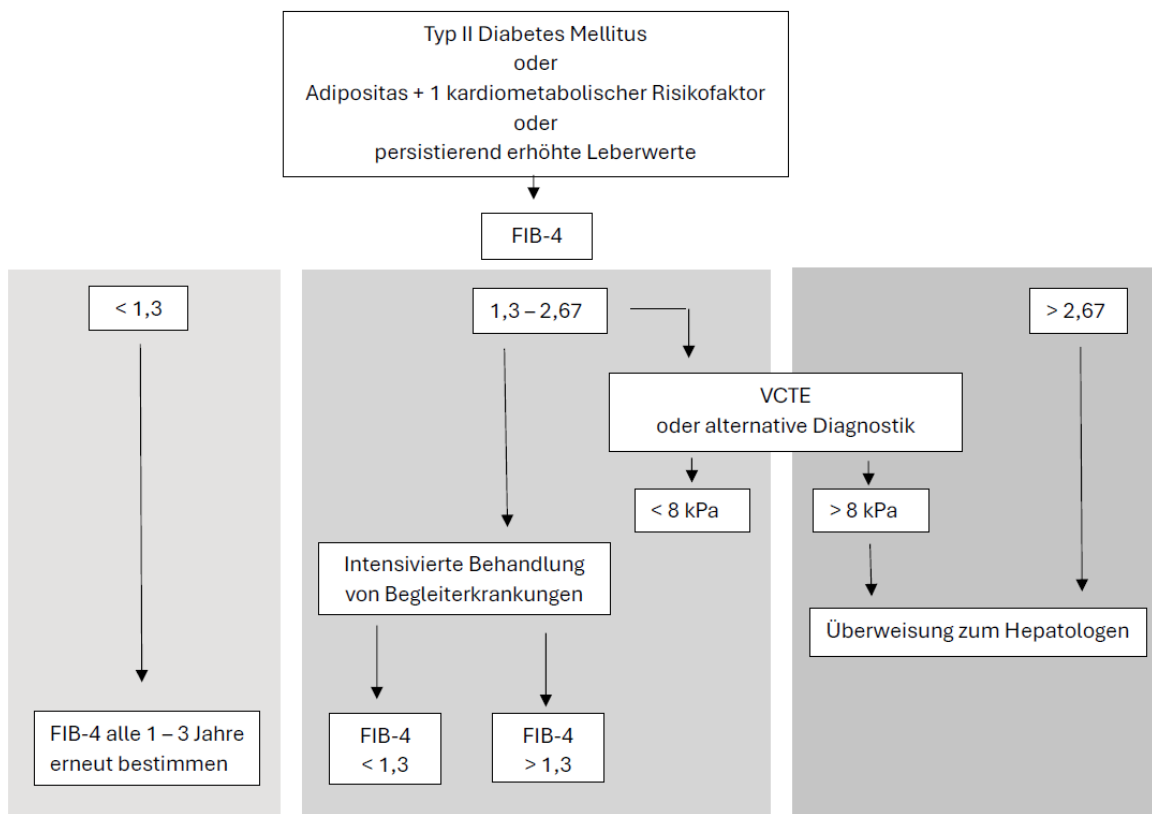 Typ II Diabetes Mellitus
oder
Adipositas + 1 kardiometabolischer Risikofaktor
oder
persistierend erhöhte Leberwerte
FIB-4
< 1,3
1,3 – 2,67
> 2,67
VCTE
oder alternative Diagnostik
< 8 kPa
> 8 kPa
Intensivierte Behandlung
von Begleiterkrankungen
Überweisung zum Hepatologen
FIB-4 alle 1 – 3 Jahre
erneut bestimmen
FIB-4
< 1,3
FIB-4
> 1,3